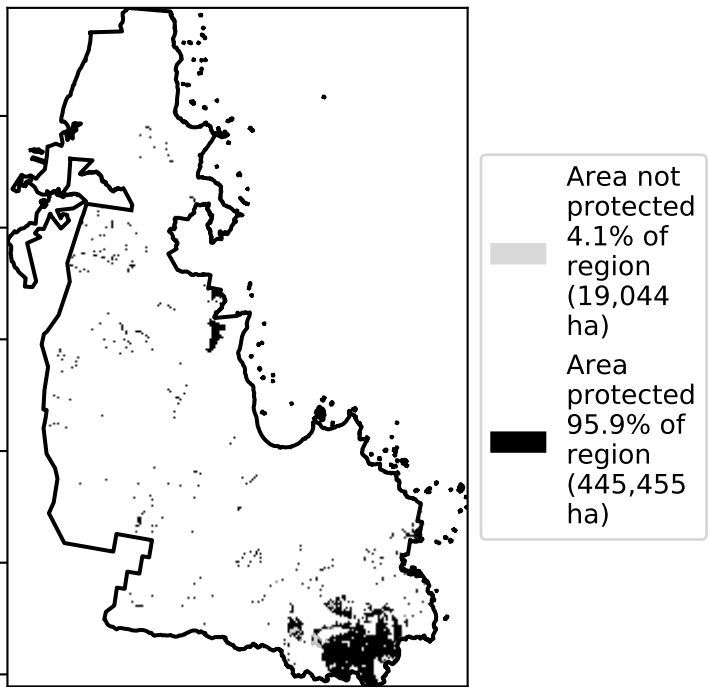 Area not
protected
4.1% of
region
(19,044
ha)
Area
protected
95.9% of
region
(445,455
ha)